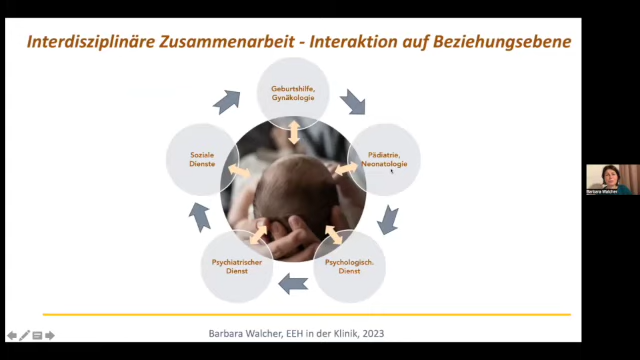 Interdisziplinäre Zusammenarbeit - Interaktion auf Beziehungsebene
Geburtshilfe,
Gynäkologie
Soziale
Dienste
Pädiatrie,
Neonatologie
Psychiatrischer
Dienst
Psychologisch.
Dienst
Barbara Walcher, EEH in der Klinik, 2023
Barbara Walcher